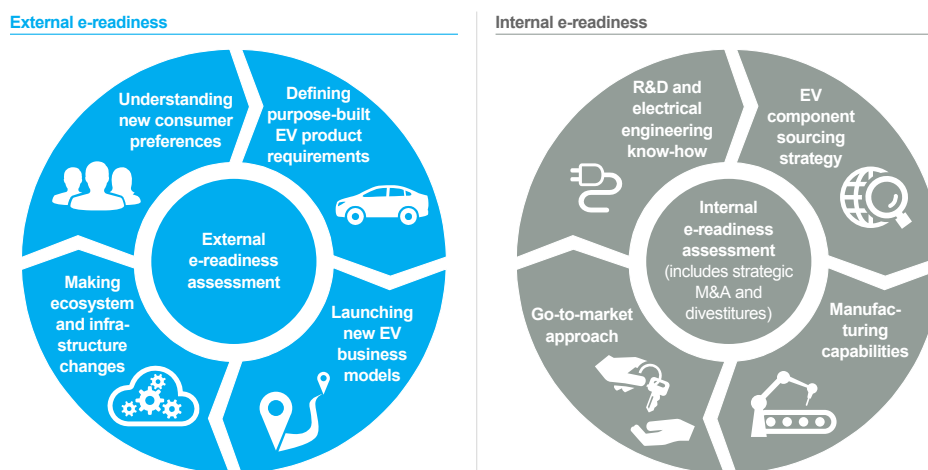 External e-readiness
Understanding
new consumer
preferences
Defining
purpose-built
EV product
requirements
External
e-readiness
assessment
Making
ecosystem
and infra-
structure
changes
Launching
new EV
business
models
Internal e-readiness
R&D and
electrical
engineering
know-how
EV
component
sourcing
strategy
Internal
e-readiness
assessment
(includes strategic
M&A and
divestitures)
Go-to-market
approach
Manufac-
turing
capabilities